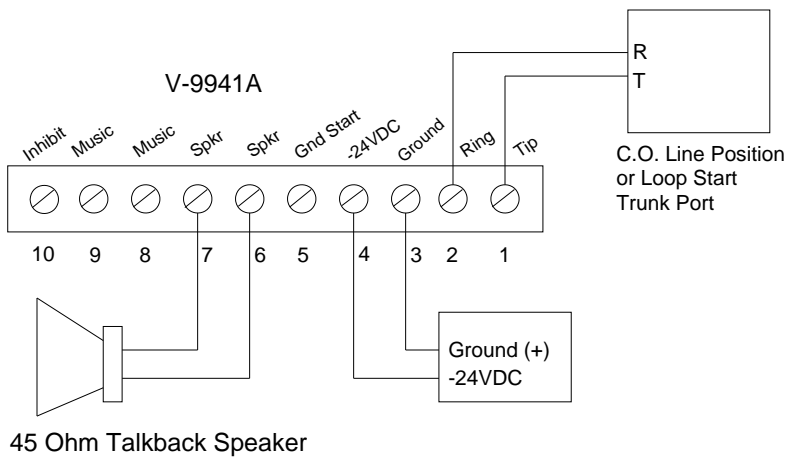 V-9941A
Inhibit
Music
Music
Spkr
Spkr
Gnd Start
-24VDC
Ground
Ring
Tip
10
9
8
7
6
5
4
3
2
1
R
T
C.O. Line Position
or Loop Start
Trunk Port
Ground (+)
-24VDC
45 Ohm Talkback Speaker